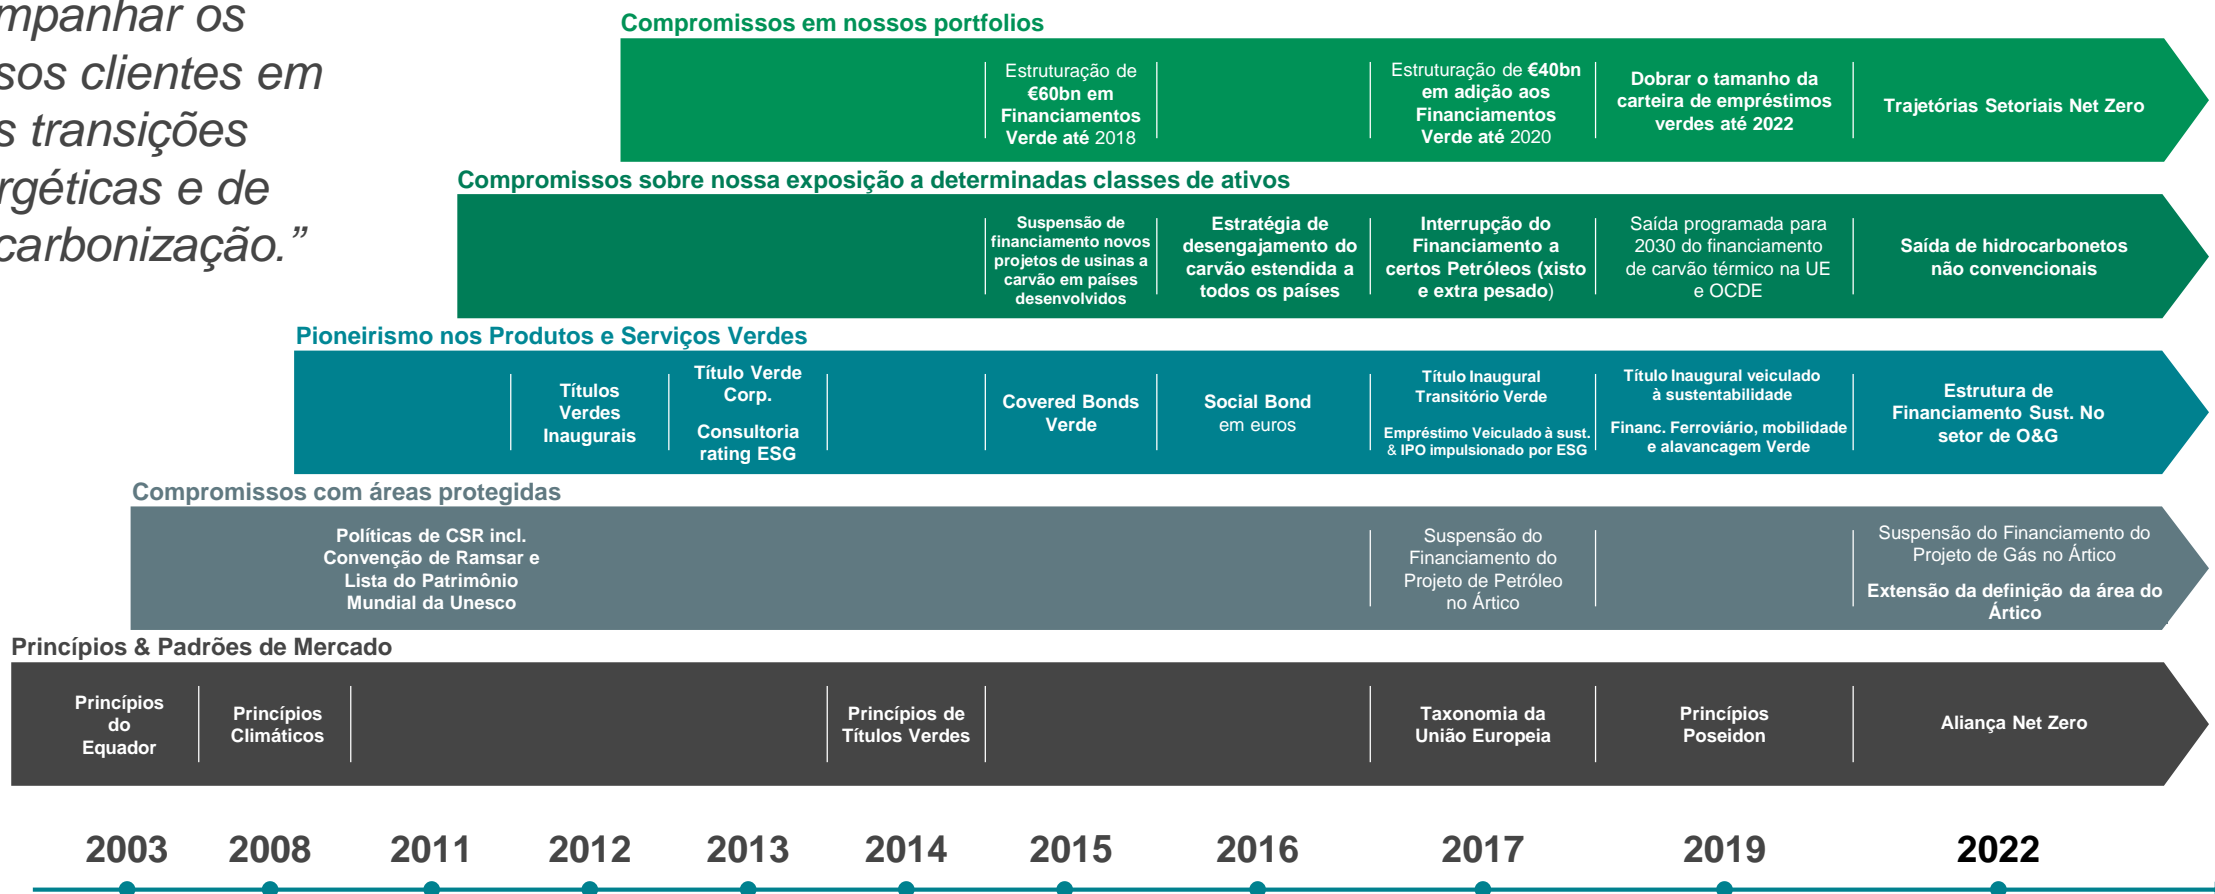 mpanhar os
sos clientes em
s transições
rgéticas e de
carbonização.”
Compromissos em nossos portfolios
Estruturação de
€60bn em
Financiamentos
Verde até 2018
Estruturação de €40bn
em adição aos
Financiamentos
Verde até 2020
Dobrar o tamanho da
carteira de empréstimos
verdes até 2022
Trajetórias Setoriais Net Zero
Compromissos sobre nossa exposição a determinadas classes de ativos
Suspensão de
financiamento novos
projetos de usinas a
carvão em países
desenvolvidos
Estratégia de
desengajamento do
carvão estendida a
todos os países
Interrupção do
Financiamento a
certos Petróleos (xisto
e extra pesado)
Saída programada para
2030 do financiamento
de carvão térmico na UE
e OCDE
Saída de hidrocarbonetos
não convencionais
Pioneirismo nos Produtos e Serviços Verdes
Títulos
Verdes
Inaugurais
Título Verde
Corp.
Consultoria
rating ESG
Covered Bonds
Verde
Social Bond
em euros
Título Inaugural
Transitório Verde
Empréstimo Veiculado à sust.
& IPO impulsionado por ESG
Título Inaugural veiculado
à sustentabilidade
Financ. Ferroviário, mobilidade
e alavancagem Verde
Estrutura de
Financiamento Sust. No
setor de O&G
Compromissos com áreas protegidas
Políticas de CSR incl.
Convenção de Ramsar e
Lista do Patrimônio
Mundial da Unesco
Suspensão do
Financiamento do
Projeto de Petróleo
no Ártico
Suspensão do Financiamento do
Projeto de Gás no Ártico
Extensão da definição da área do
Ártico
Princípios & Padrões de Mercado
Princípios
do
Equador
Princípios
Climáticos
Princípios de
Títulos Verdes
Taxonomia da
União Europeia
Princípios
Poseidon
Aliança Net Zero
2003 2008 2011 2012 2013 2014 2015 2016 2017 2019 2022